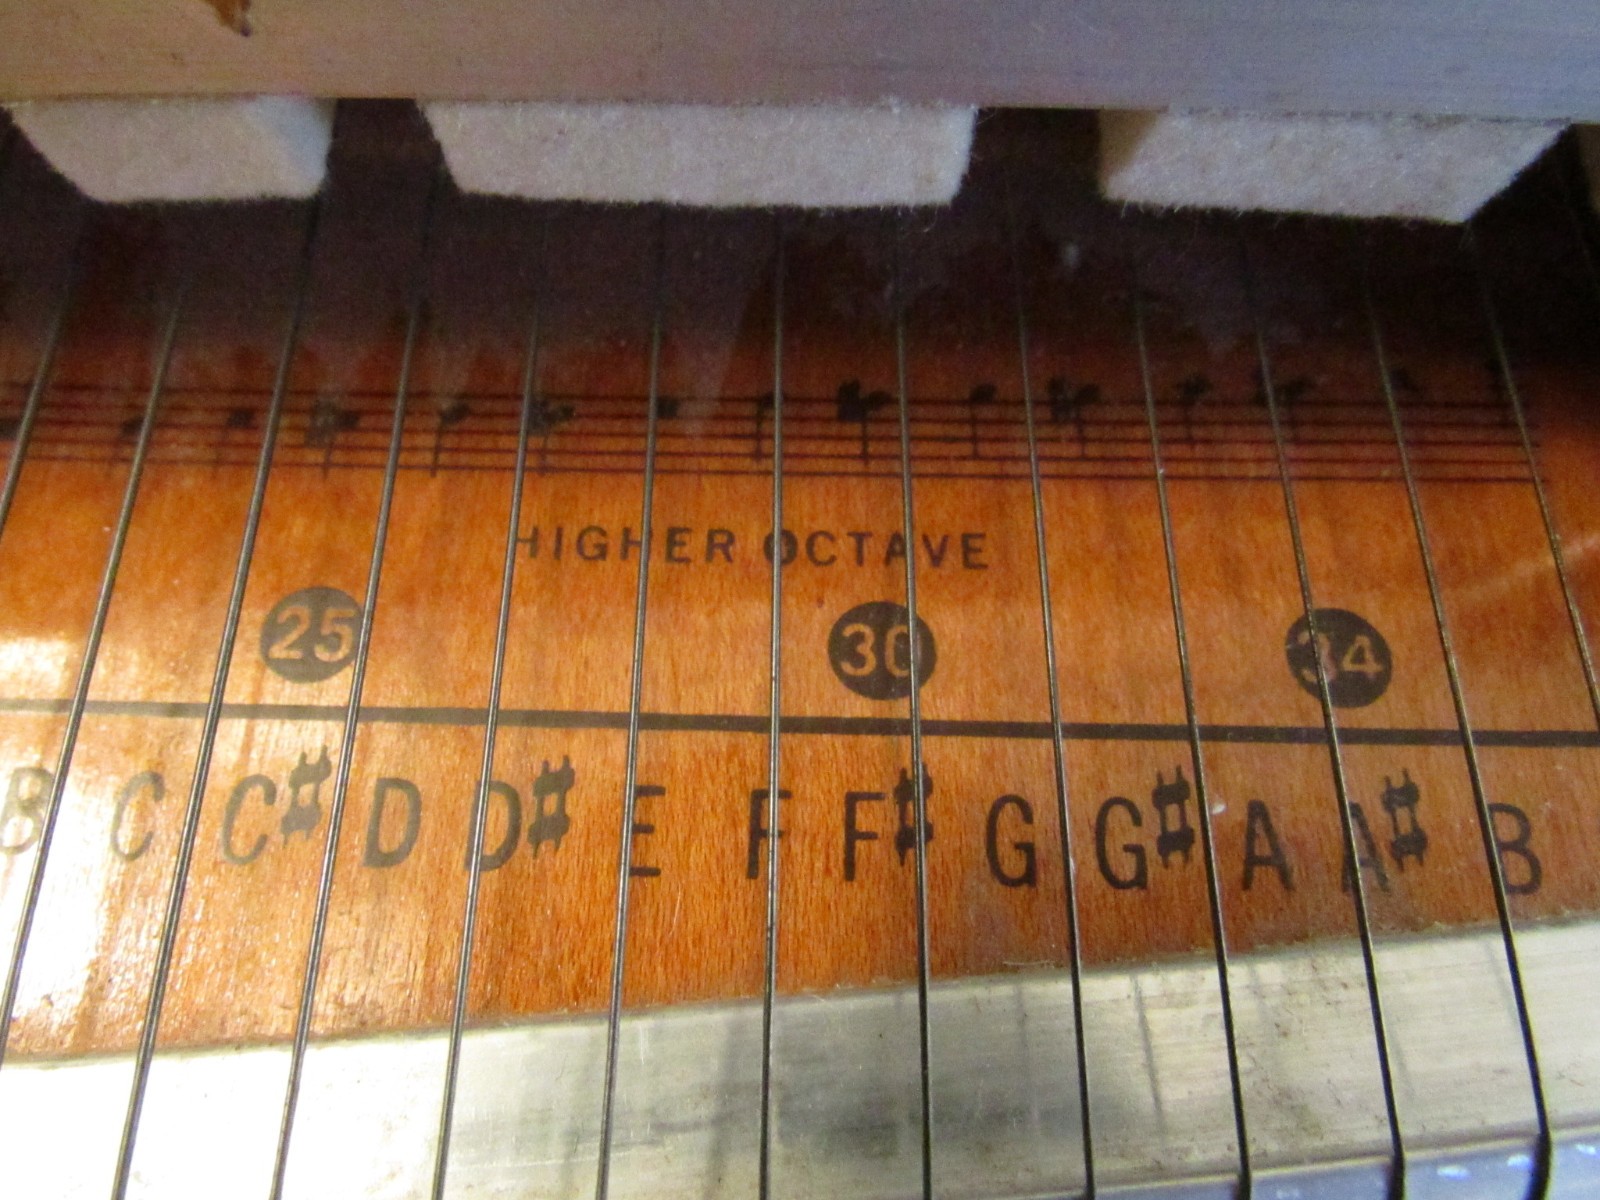 HIGHER OCTAVE
25 30 34
B C C# D D# E F F# G G# A A# B